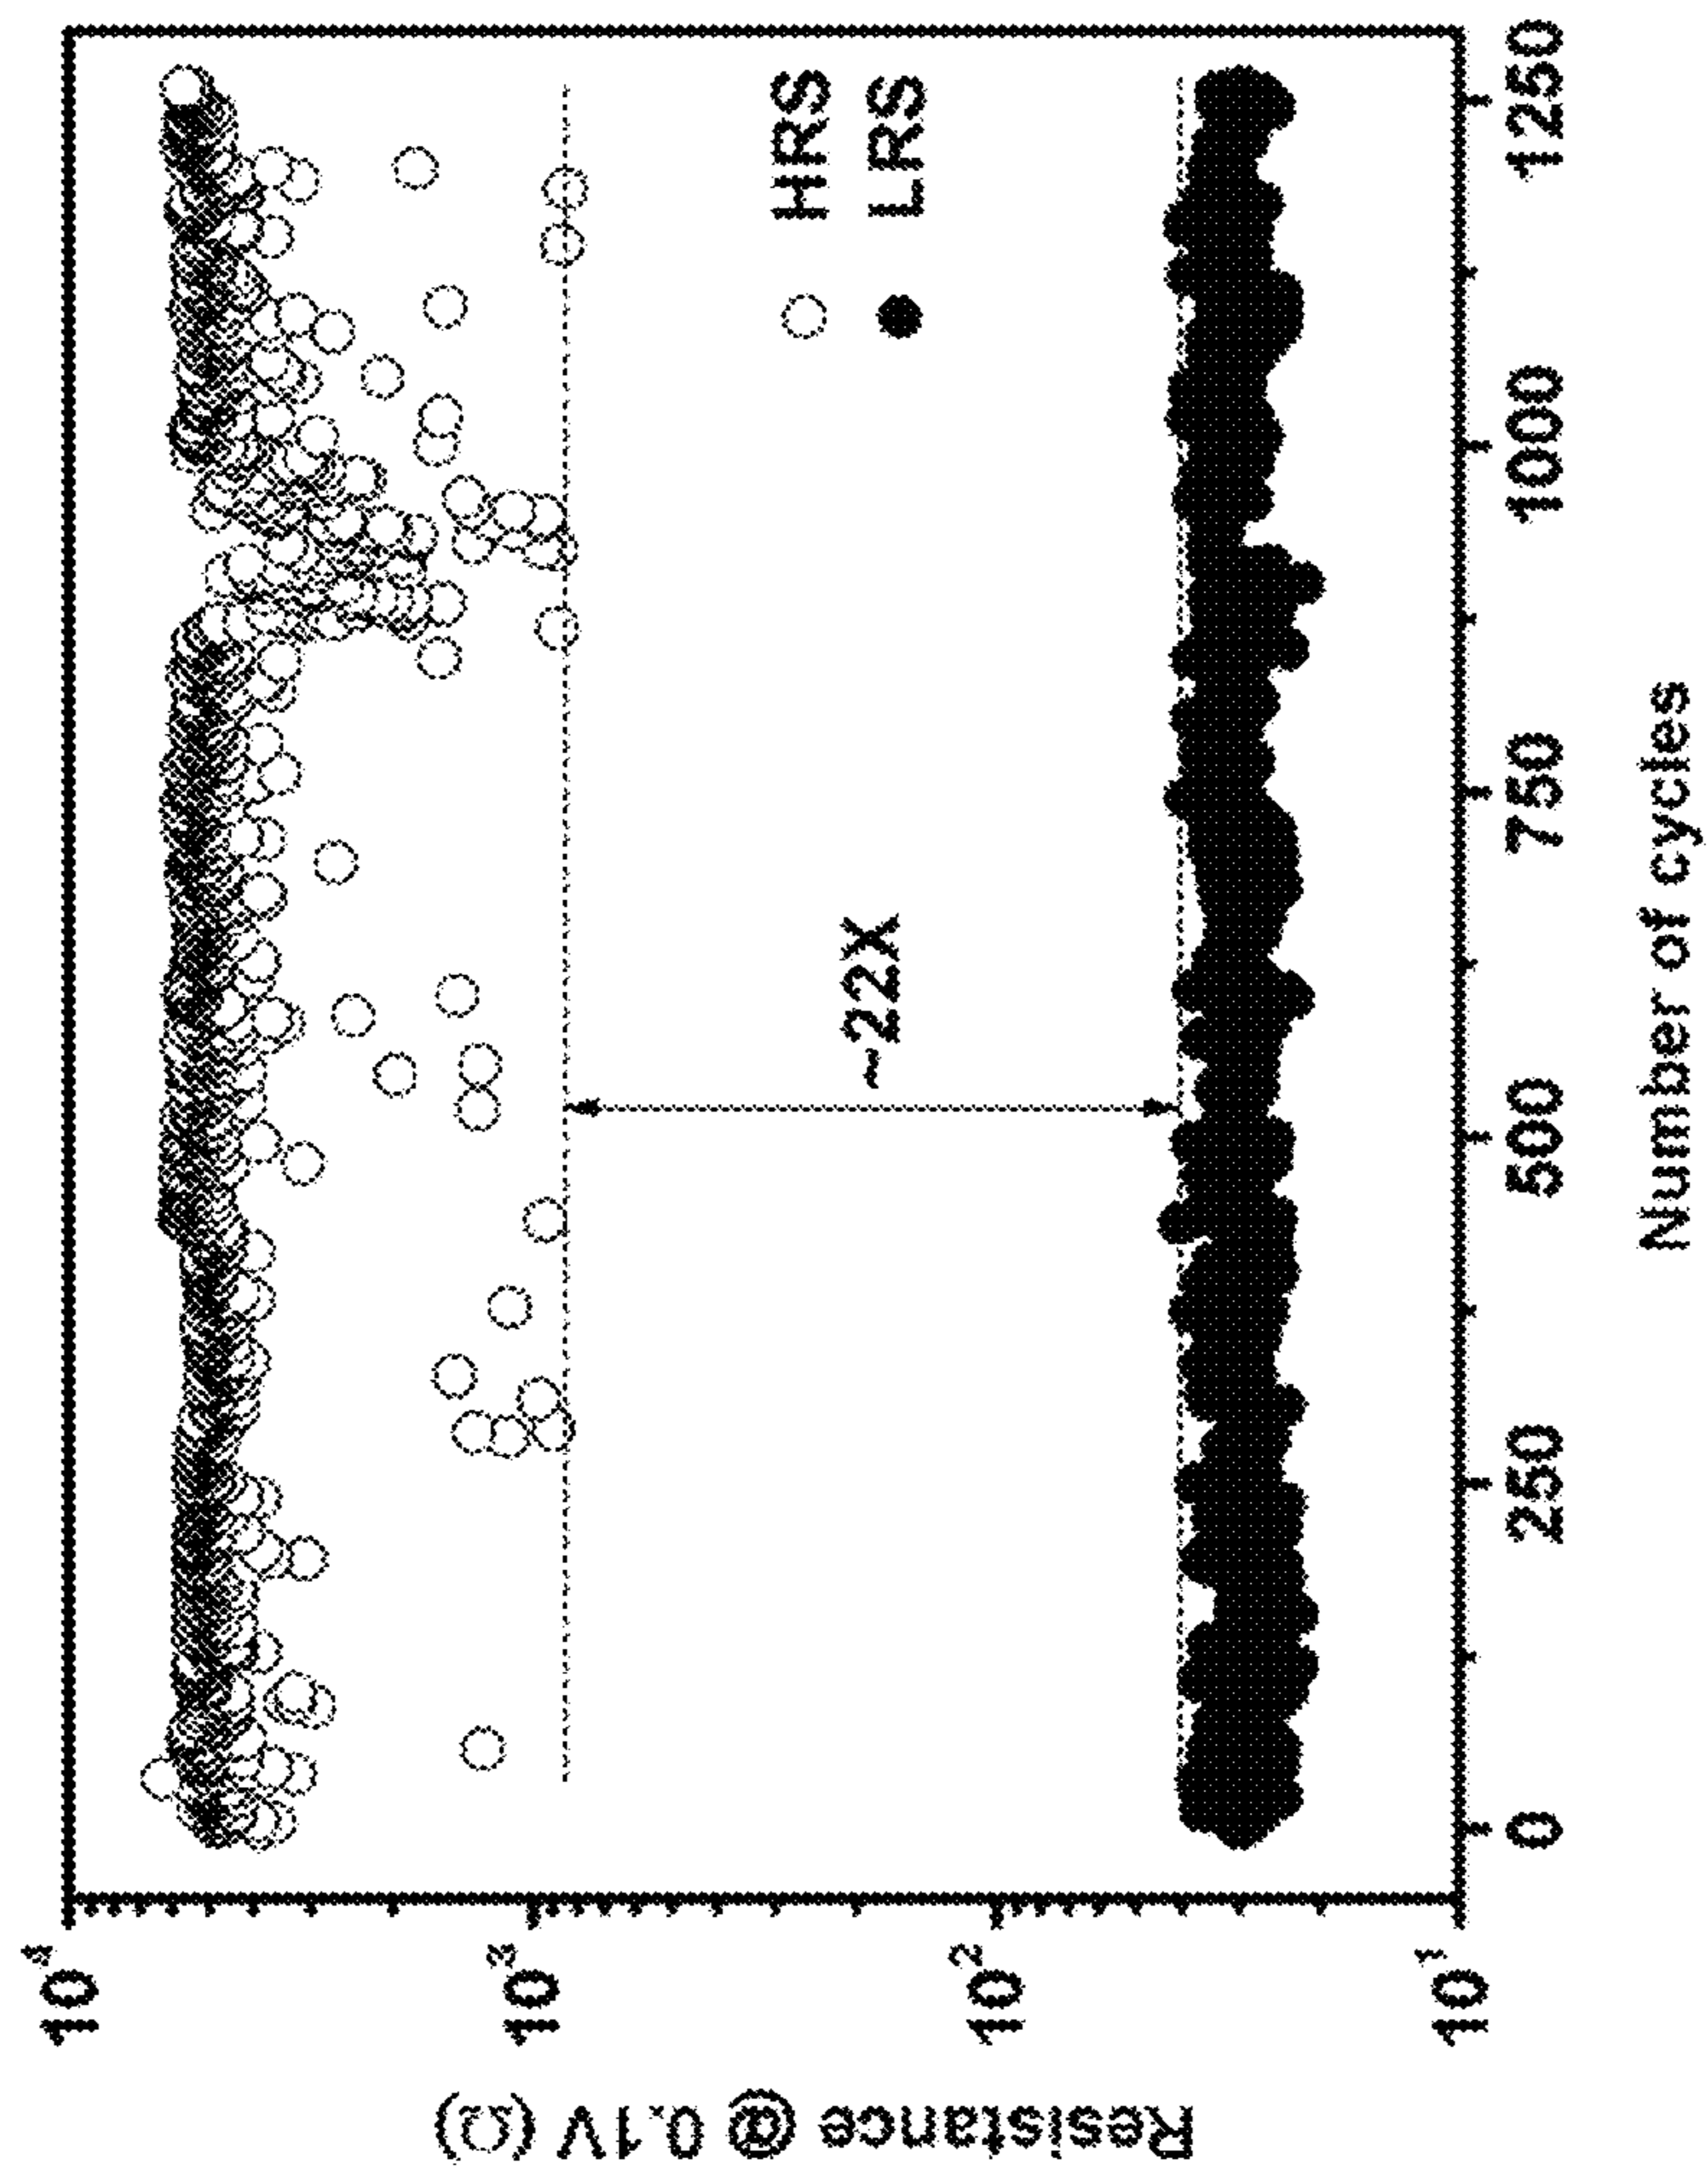 Resistance @ 0.1V (Ω)
10⁴
10³
10²
10¹
HRS
LRS
~22X
0
250
500
750
1000
1250
Number of cycles